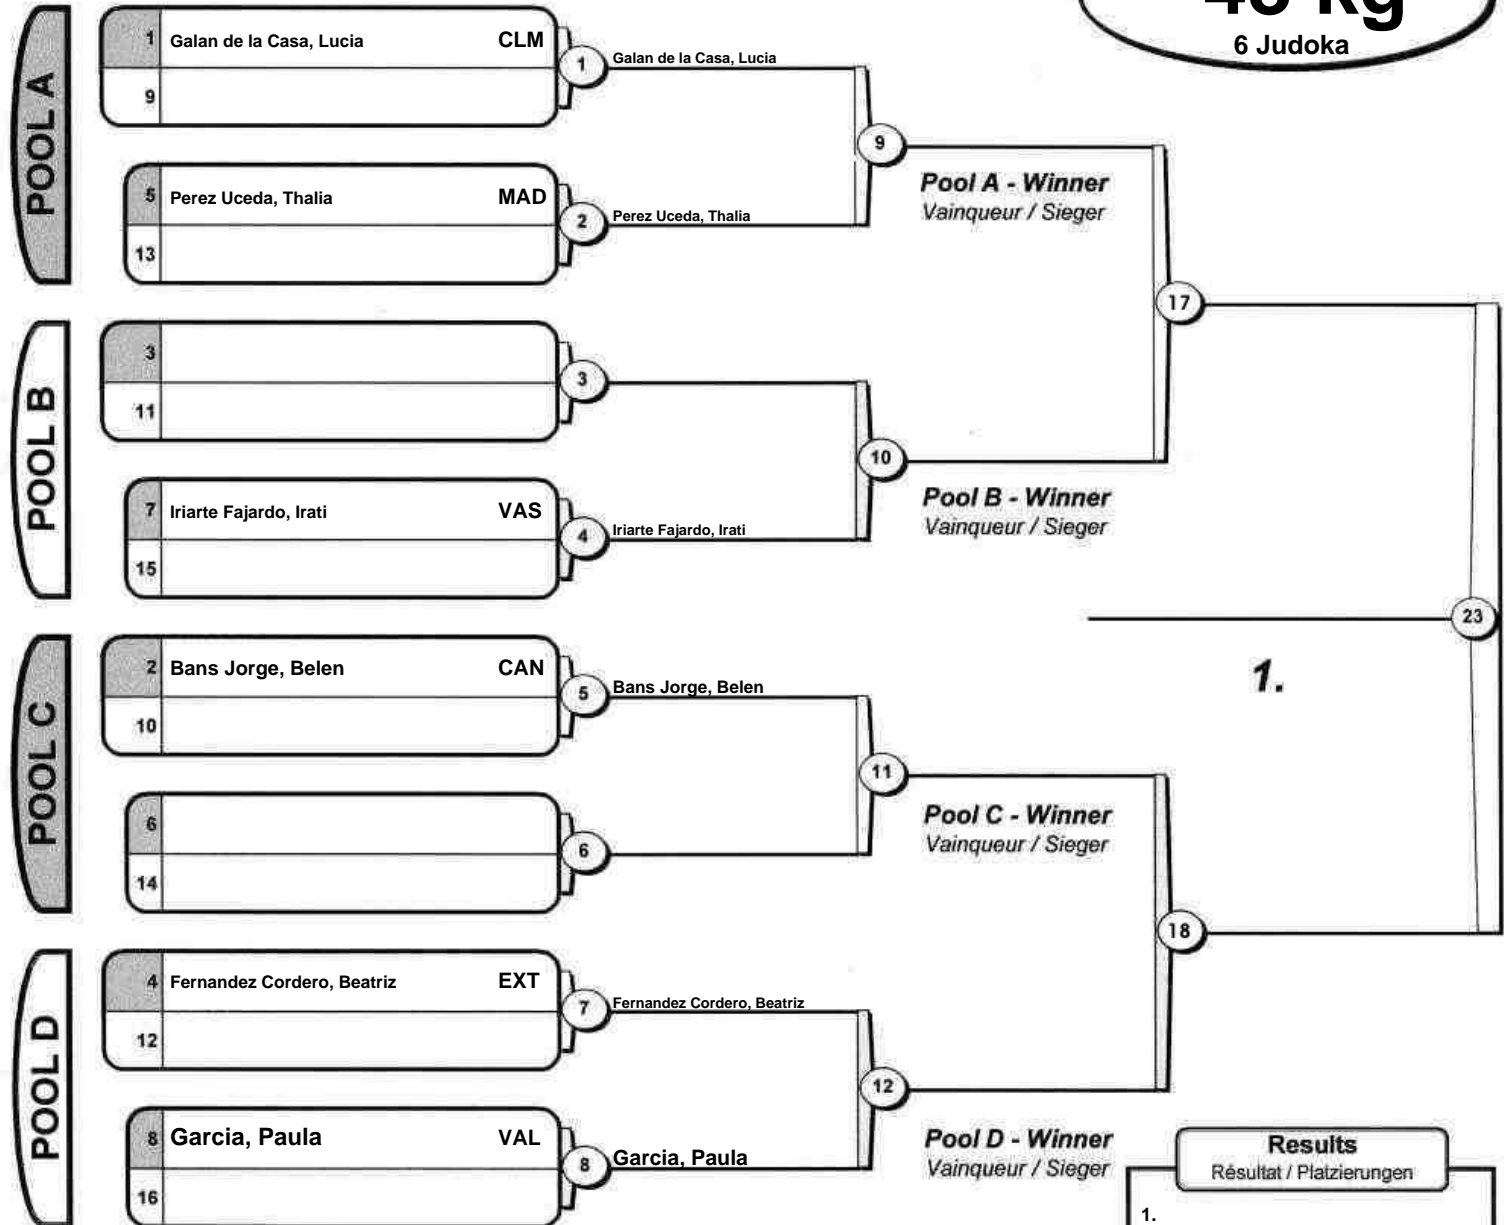 6 Judoka
POOL A
1 Galan de la Casa, Lucia CLM
9
1 Galan de la Casa, Lucia
5 Perez Uceda, Thalia MAD
13
2 Perez Uceda, Thalia
9
Pool A - Winner
Vainqueur / Sieger
17
POOL B
3
11
3
7 Iriarte Fajardo, Irati VAS
15
4 Iriarte Fajardo, Irati
10
Pool B - Winner
Vainqueur / Sieger
23
1.
POOL C
2 Bans Jorge, Belen CAN
10
5 Bans Jorge, Belen
6
14
6
11
Pool C - Winner
Vainqueur / Sieger
18
POOL D
4 Fernandez Cordero, Beatriz EXT
12
7 Fernandez Cordero, Beatriz
8 Garcia, Paula VAL
16
8 Garcia, Paula
12
Pool D - Winner
Vainqueur / Sieger
Results
Résultat / Platzierungen
1.